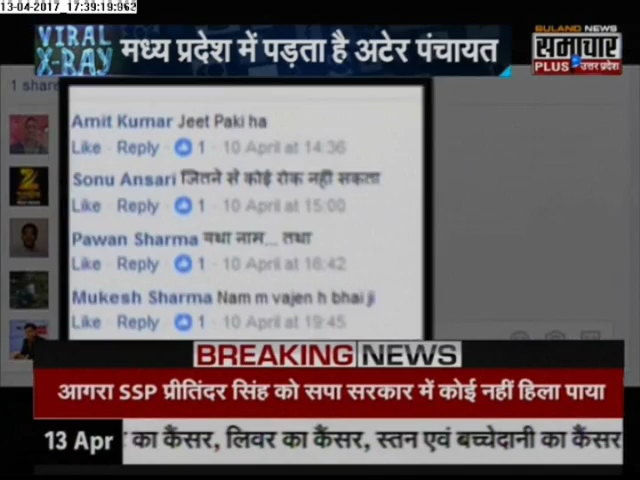 13-04-2017_17:39:19:962
VIRAL X-RAY
मध्य प्रदेश में पड़ता है अटेर पंचायत
BULAND NEWS
समाचार
PLUS उत्तर प्रदेश
1 share
Amit Kumar Jeet Paki ha
Like · Reply · 1 · 10 April at 14:36
Sonu Ansari जितने से कोई रोक नही सकता
Like · Reply · 1 · 10 April at 15:00
Pawan Sharma यथा नाम... तथा
Like · Reply · 1 · 10 April at 16:42
Mukesh Sharma Nam m vajen h bhai ji
Like · Reply · 1 · 10 April at 19:45
BREAKING NEWS
आगरा SSP प्रीतिंदर सिंह को सपा सरकार में कोई नहीं हिला पाया
13 Apr का कैंसर, लिवर का कैंसर, स्तन एवं बच्चेदानी का कैंसर